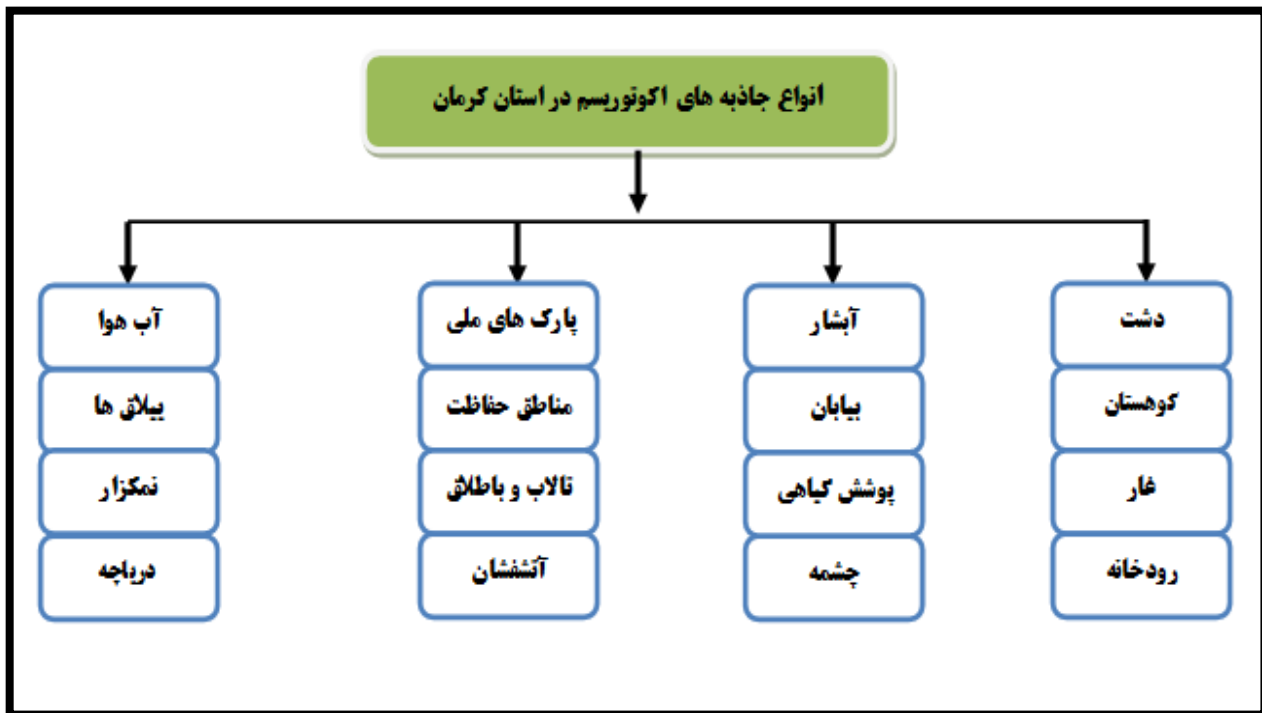 انواع جاذبه های اکوتوریسم در استان کرمان
دشت
کوهستان
غار
رودخانه
آبشار
بیابان
پوشش گیاهی
چشمه
پارک های ملی
مناطق حفاظت
تالاب و باطلاق
آتشفشان
آب هوا
ییلاق ها
نمکزار
دریاچه